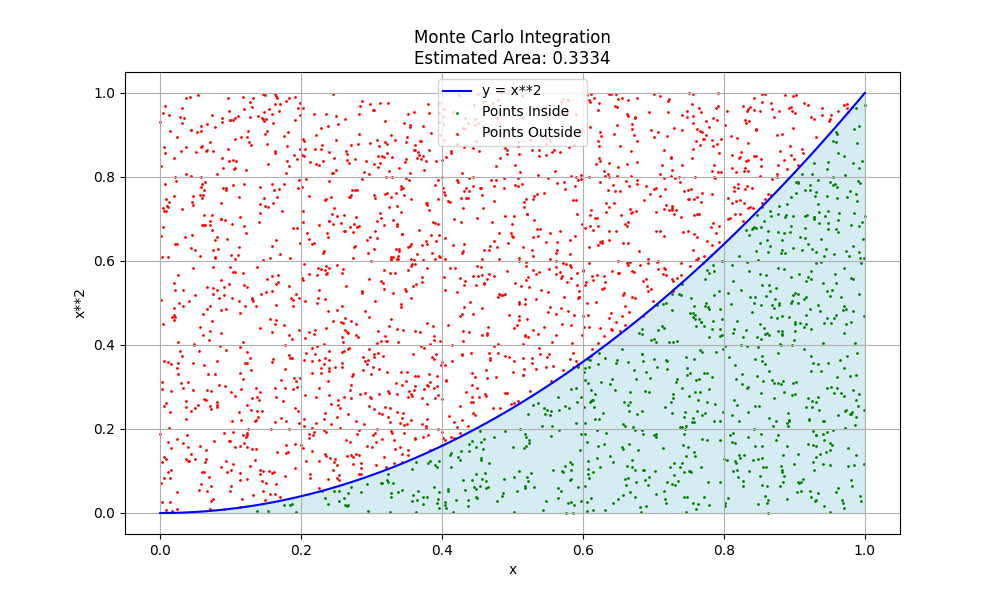 Monte Carlo Integration
Estimated Area: 0.3334
y = x**2
Points Inside
Points Outside
1.0
0.8
0.6
0.4
0.2
0.0
x**2
0.0 0.2 0.4 0.6 0.8 1.0
x